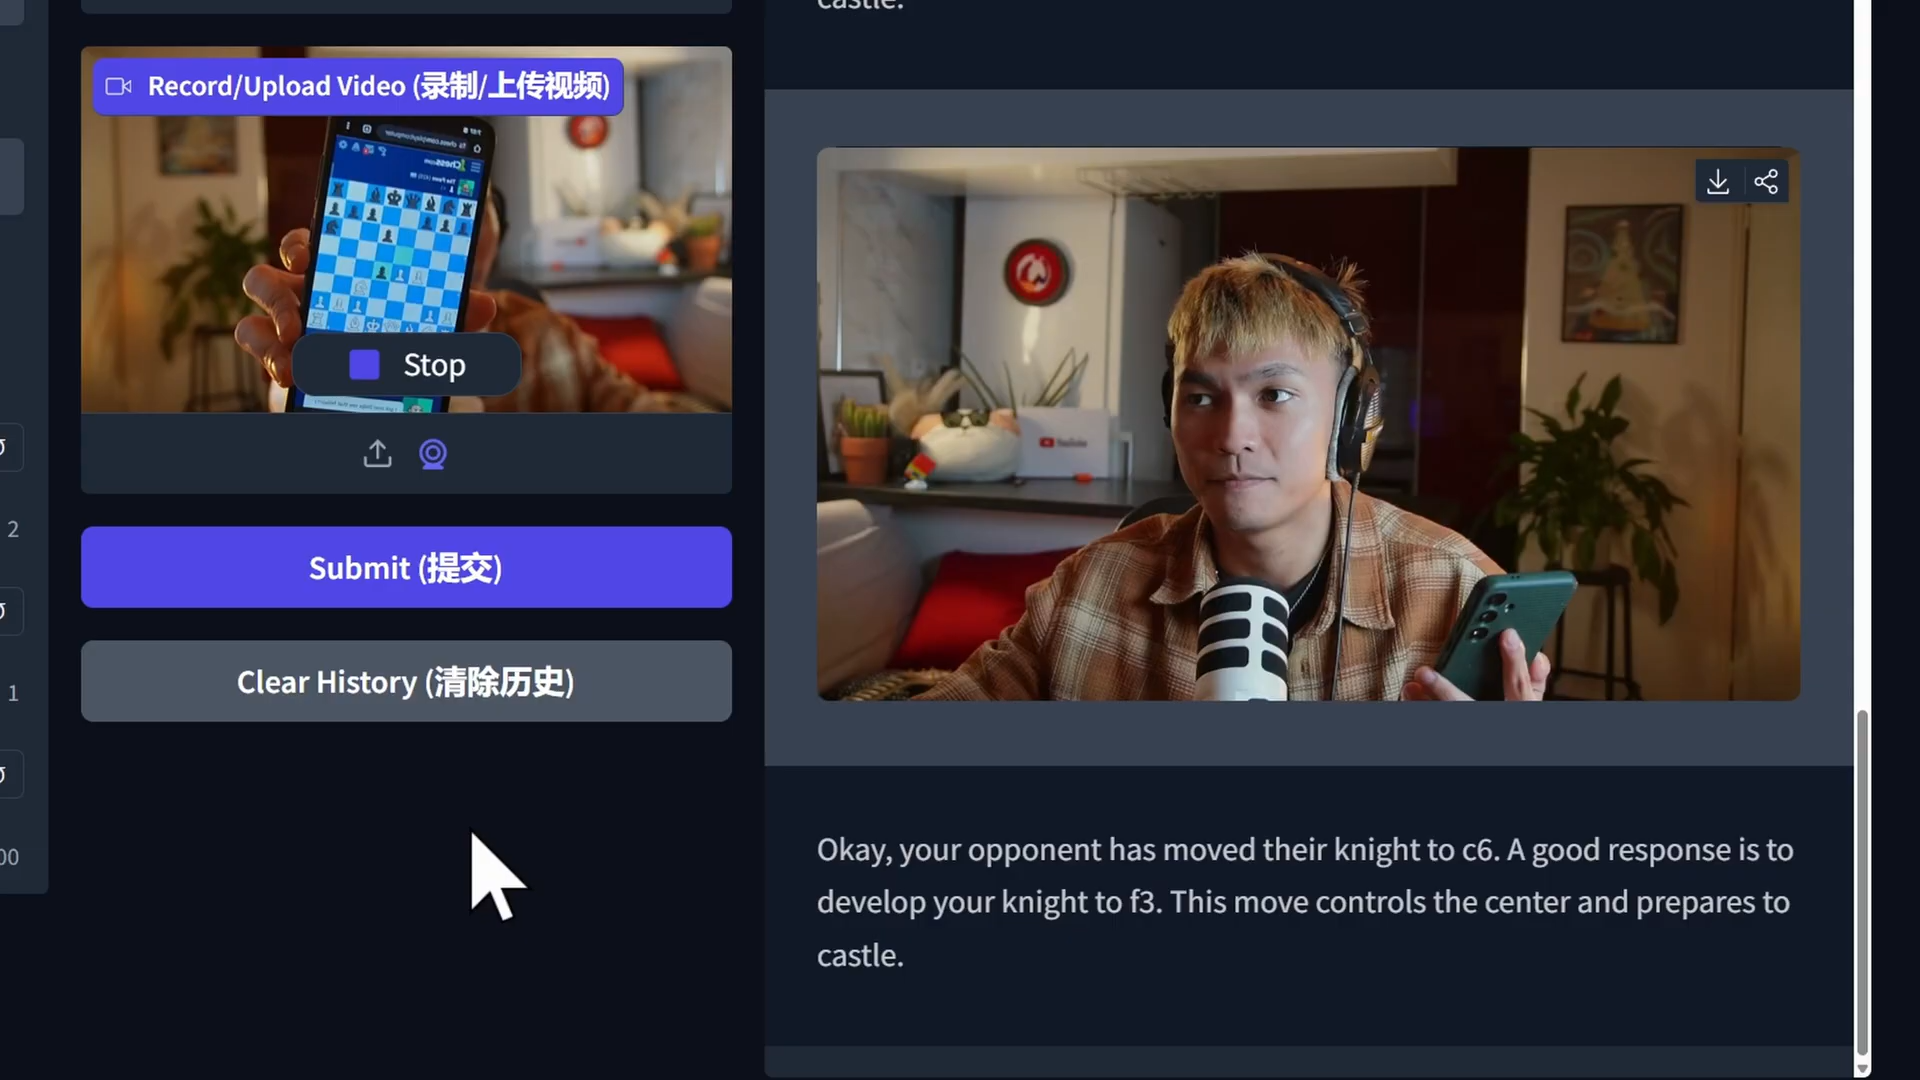 castle.
Record/Upload Video (录制/上传视频)
Stop
Submit (提交)
Clear History (清除历史)
2
1
00
YouTube
Okay, your opponent has moved their knight to c6. A good response is to
develop your knight to f3. This move controls the center and prepares to
castle.